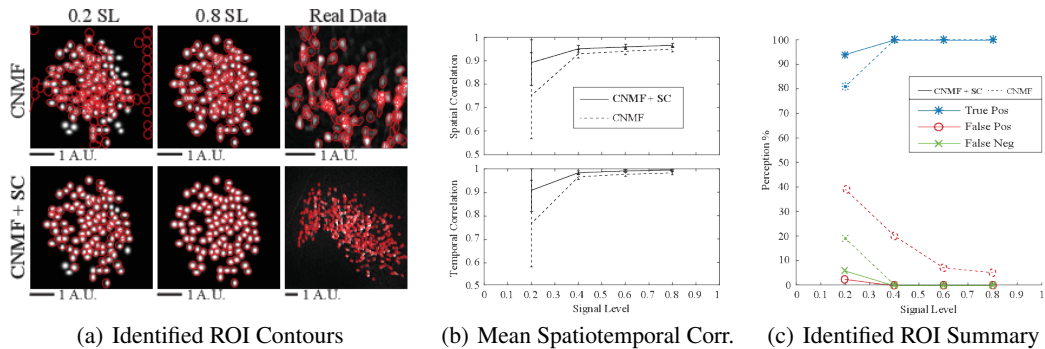 0.2 SL 0.8 SL Real Data
CNMF
1 A.U. 1 A.U.
CNMF + SC
1 A.U. 1 A.U.
(a) Identified ROI Contours
1
0.9
0.8
0.7
0.6
0.5
Spatial Correlation
CNMF + SC
CNMF
1
0.9
0.8
0.7
0.6
0.5
Temporal Correlation
0 0.1 0.2 0.3 0.4 0.5 0.6 0.7 0.8 0.9 1
Signal Level
(b) Mean Spatiotemporal Corr.
100
90
80
70
60
50
40
30
20
10
0
Perception %
CNMF + SC CNMF
True Pos
False Pos
False Neg
0 0.1 0.2 0.3 0.4 0.5 0.6 0.7 0.8 0.9 1
Signal Level
(c) Identified ROI Summary